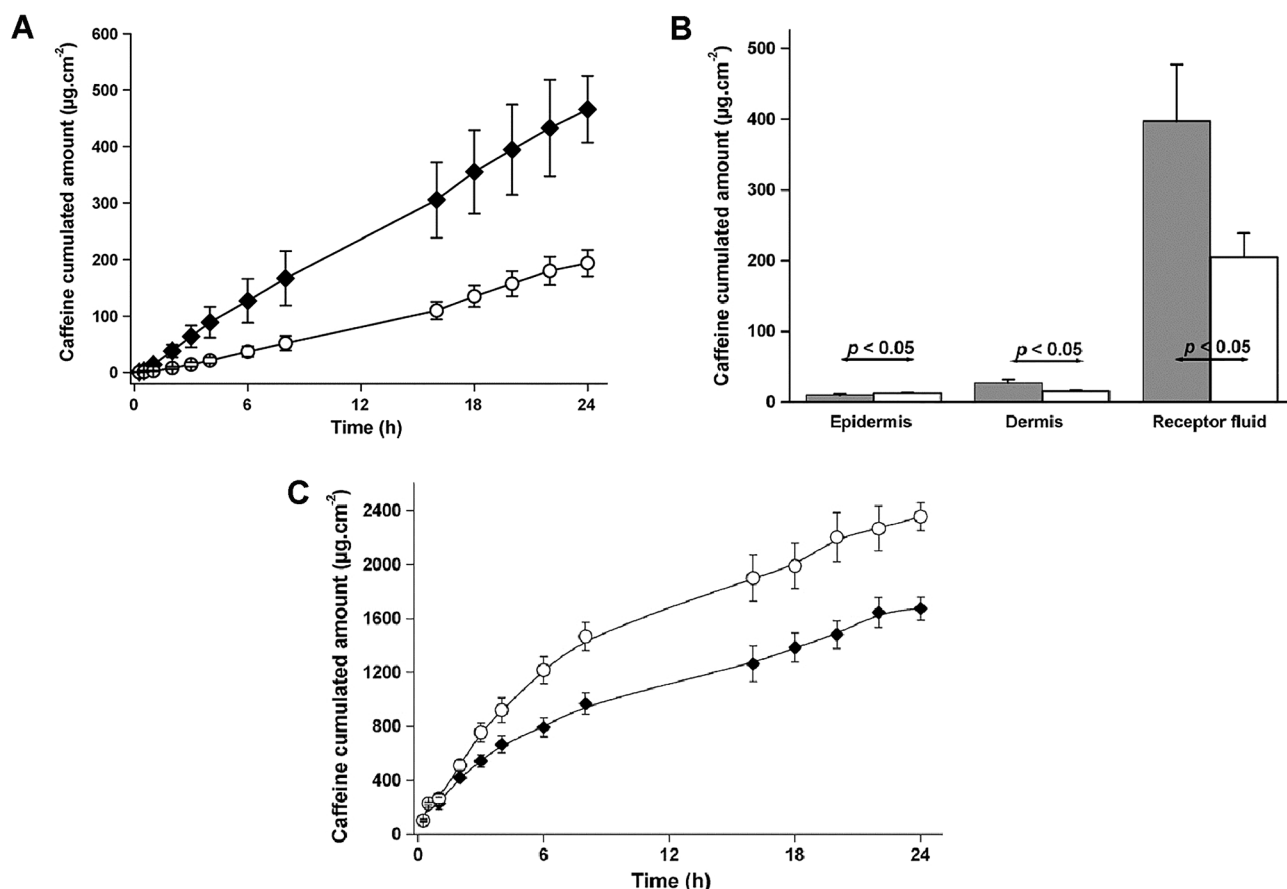 A
Caffeine cumulated amount (µg.cm⁻²)
600
500
400
300
200
100
0
0
6
12
18
24
Time (h)
B
Caffeine cumulated amount (µg.cm⁻²)
500
400
300
200
100
0
p < 0.05
p < 0.05
p < 0.05
Epidermis
Dermis
Receptor fluid
C
Caffeine cumulated amount (µg.cm⁻²)
2400
2000
1600
1200
800
400
0
0
6
12
18
24
Time (h)